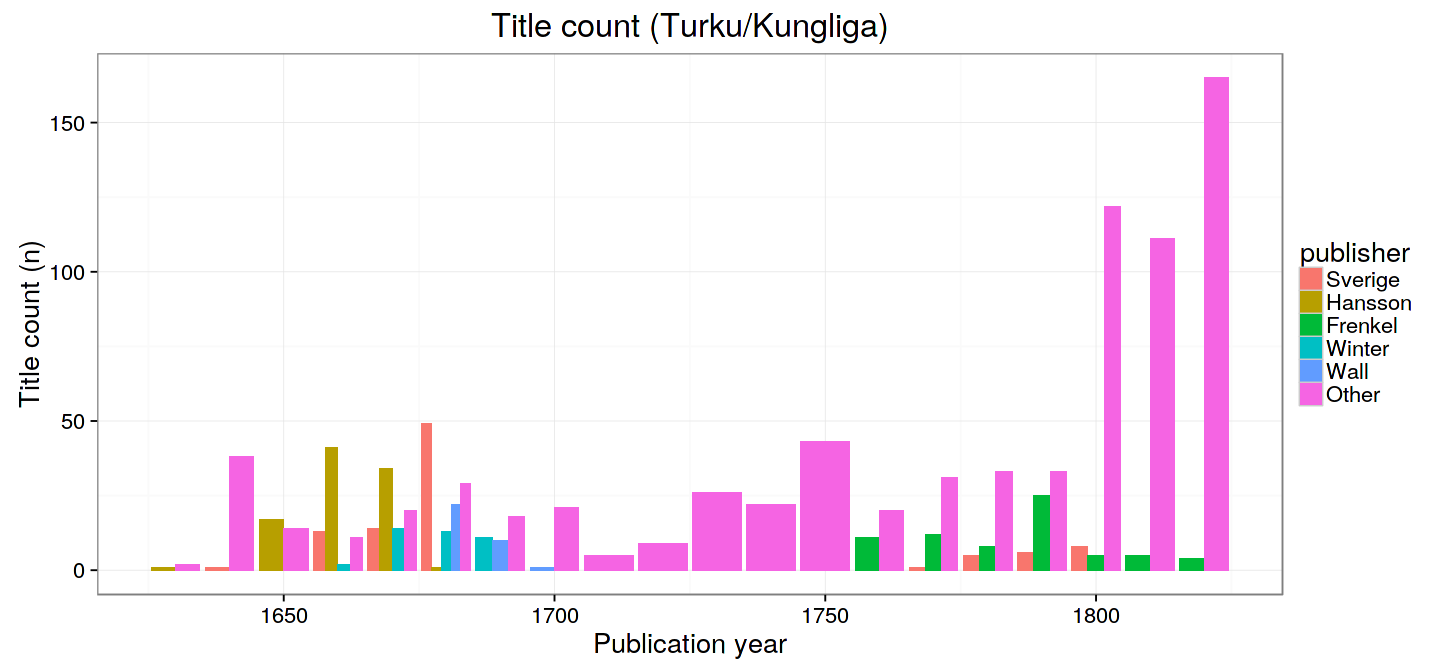 Title count (Turku/Kungliga)
Title count (n)
150
100
50
0
1650
1700
1750
1800
Publication year
publisher
Sverige
Hansson
Frenkel
Winter
Wall
Other